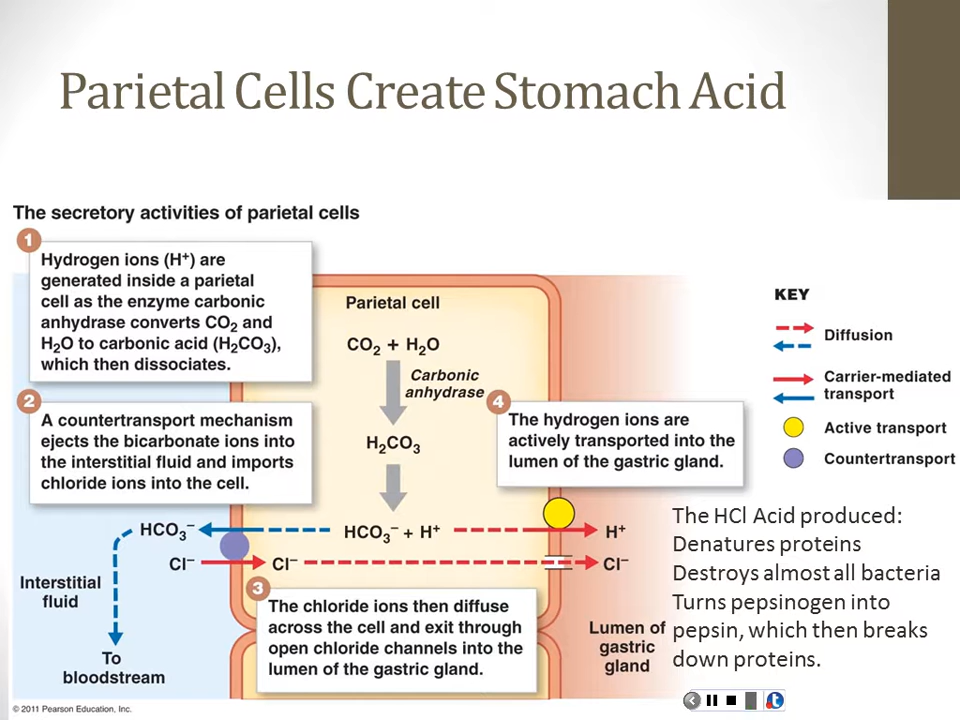 Parietal Cells Create Stomach Acid
The secretory activities of parietal cells
1
Hydrogen ions (H⁺) are
generated inside a parietal
cell as the enzyme carbonic
anhydrase converts CO₂ and
H₂O to carbonic acid (H₂CO₃),
which then dissociates.
2
A countertransport mechanism
ejects the bicarbonate ions into
the interstitial fluid and imports
chloride ions into the cell.
Parietal cell
CO₂ + H₂O
Carbonic
anhydrase
H₂CO₃
4
The hydrogen ions are
actively transported into the
lumen of the gastric gland.
HCO₃⁻
HCO₃⁻ + H⁺
H⁺
Cl⁻
Cl⁻
Cl⁻
Interstitial
fluid
To
bloodstream
3
The chloride ions then diffuse
across the cell and exit through
open chloride channels into the
lumen of the gastric gland.
Lumen of
gastric
gland
KEY
Diffusion
Carrier-mediated
transport
Active transport
Countertransport
The HCl Acid produced:
Denatures proteins
Destroys almost all bacteria
Turns pepsinogen into
pepsin, which then breaks
down proteins.
© 2011 Pearson Education, Inc.
t